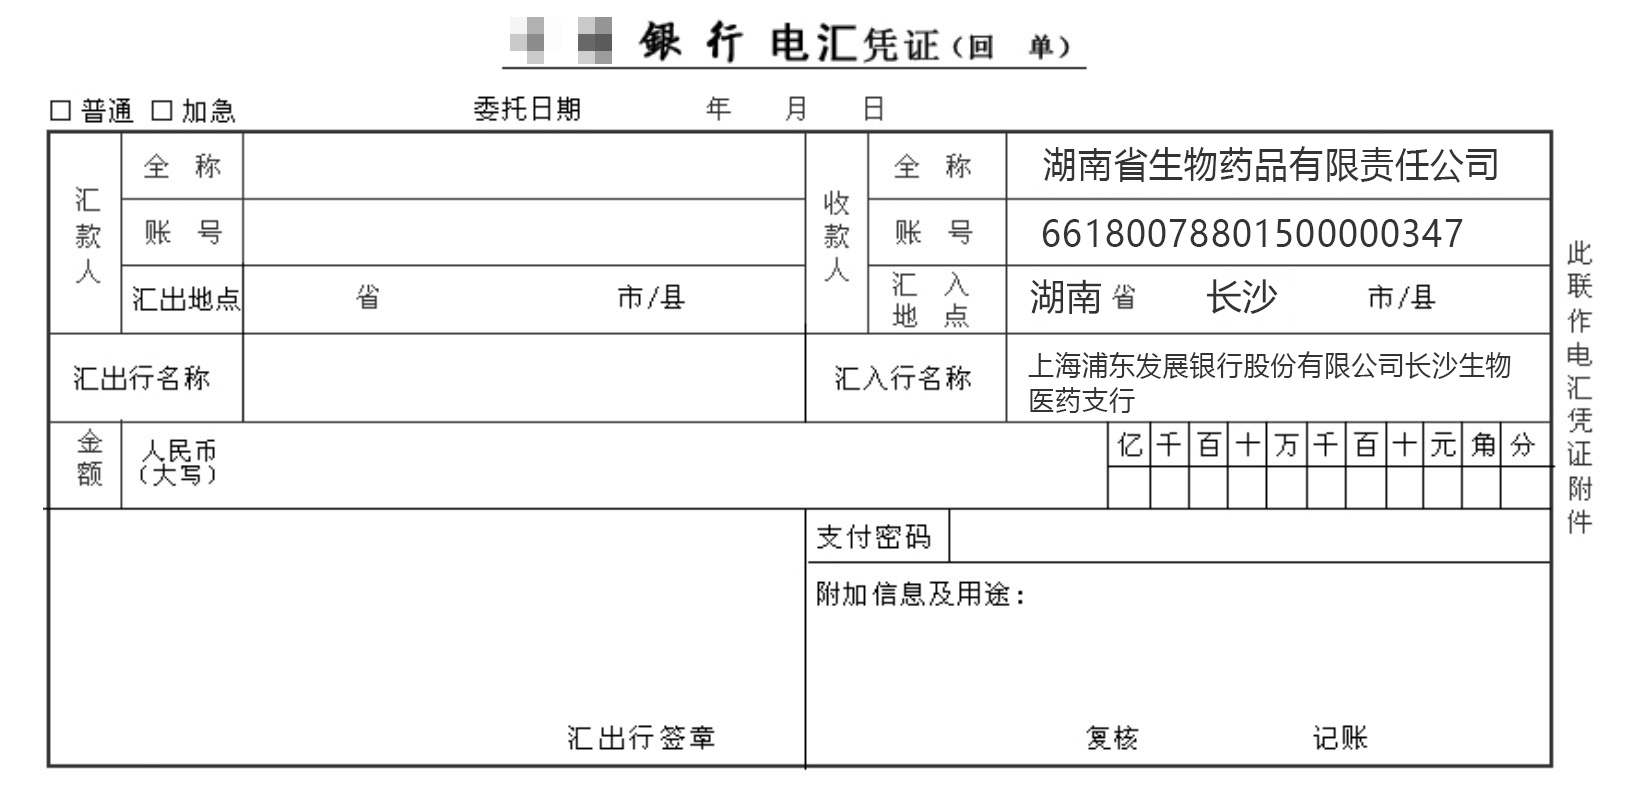 銀行 电汇凭证(回 单)
□ 普通 □ 加急 委托日期 年 月 日
汇款人 全 称 收款人 全 称 湖南省生物药品有限责任公司
账 号 账 号 66180078801500000347
汇出地点 省 市/县 汇入地点 湖南 省 长沙 市/县
汇出行名称 汇入行名称 上海浦东发展银行股份有限公司长沙生物
医药支行
金额 人民币
(大写)
亿 千 百 十 万 千 百 十 元 角 分
支付密码
附加信息及用途:
汇出行签章 复核 记账
此联作电汇凭证附件